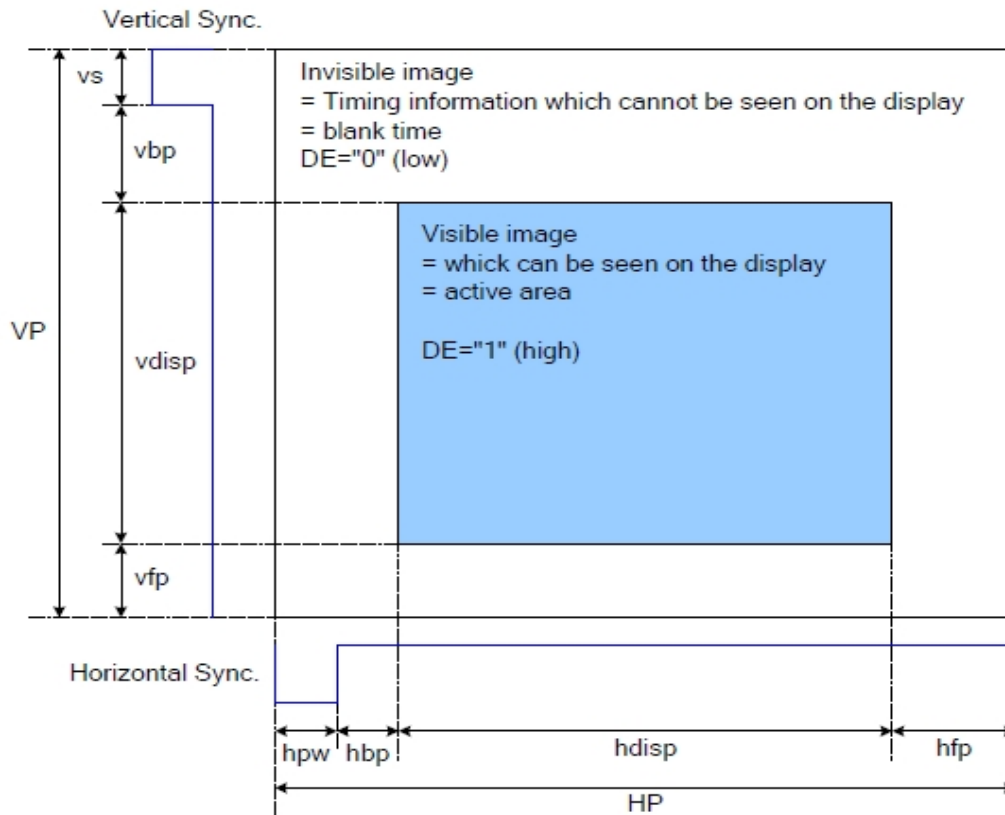 Vertical Sync.
vs
Invisible image
= Timing information which cannot be seen on the display
= blank time
DE="0" (low)
vbp
Visible image
= whick can be seen on the display
= active area
DE="1" (high)
VP
vdisp
vfp
Horizontal Sync.
hpw
hbp
hdisp
hfp
HP